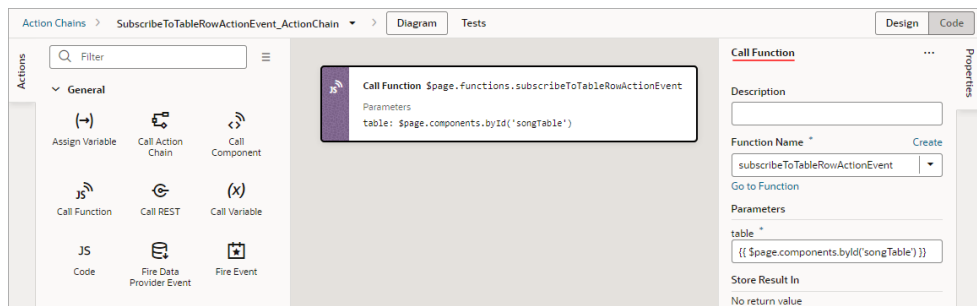 Action Chains > SubscribeToTableRowActionEvent_ActionChain > Diagram Tests Design Code
Actions
Filter
General
Assign Variable
Call Action
Chain
Call
Component
JS
Call Function
Call REST
(x)
Call Variable
JS
Code
Fire Data
Provider Event
Fire Event
JS
Call Function $page.functions.subscribeToTableRowActionEvent
Parameters
table: $page.components.byId('songTable')
Call Function
Properties
Description
Function Name * Create
subscribeToTableRowActionEvent
Go to Function
Parameters
table *
{{ $page.components.byId('songTable') }}
Store Result In
No return value